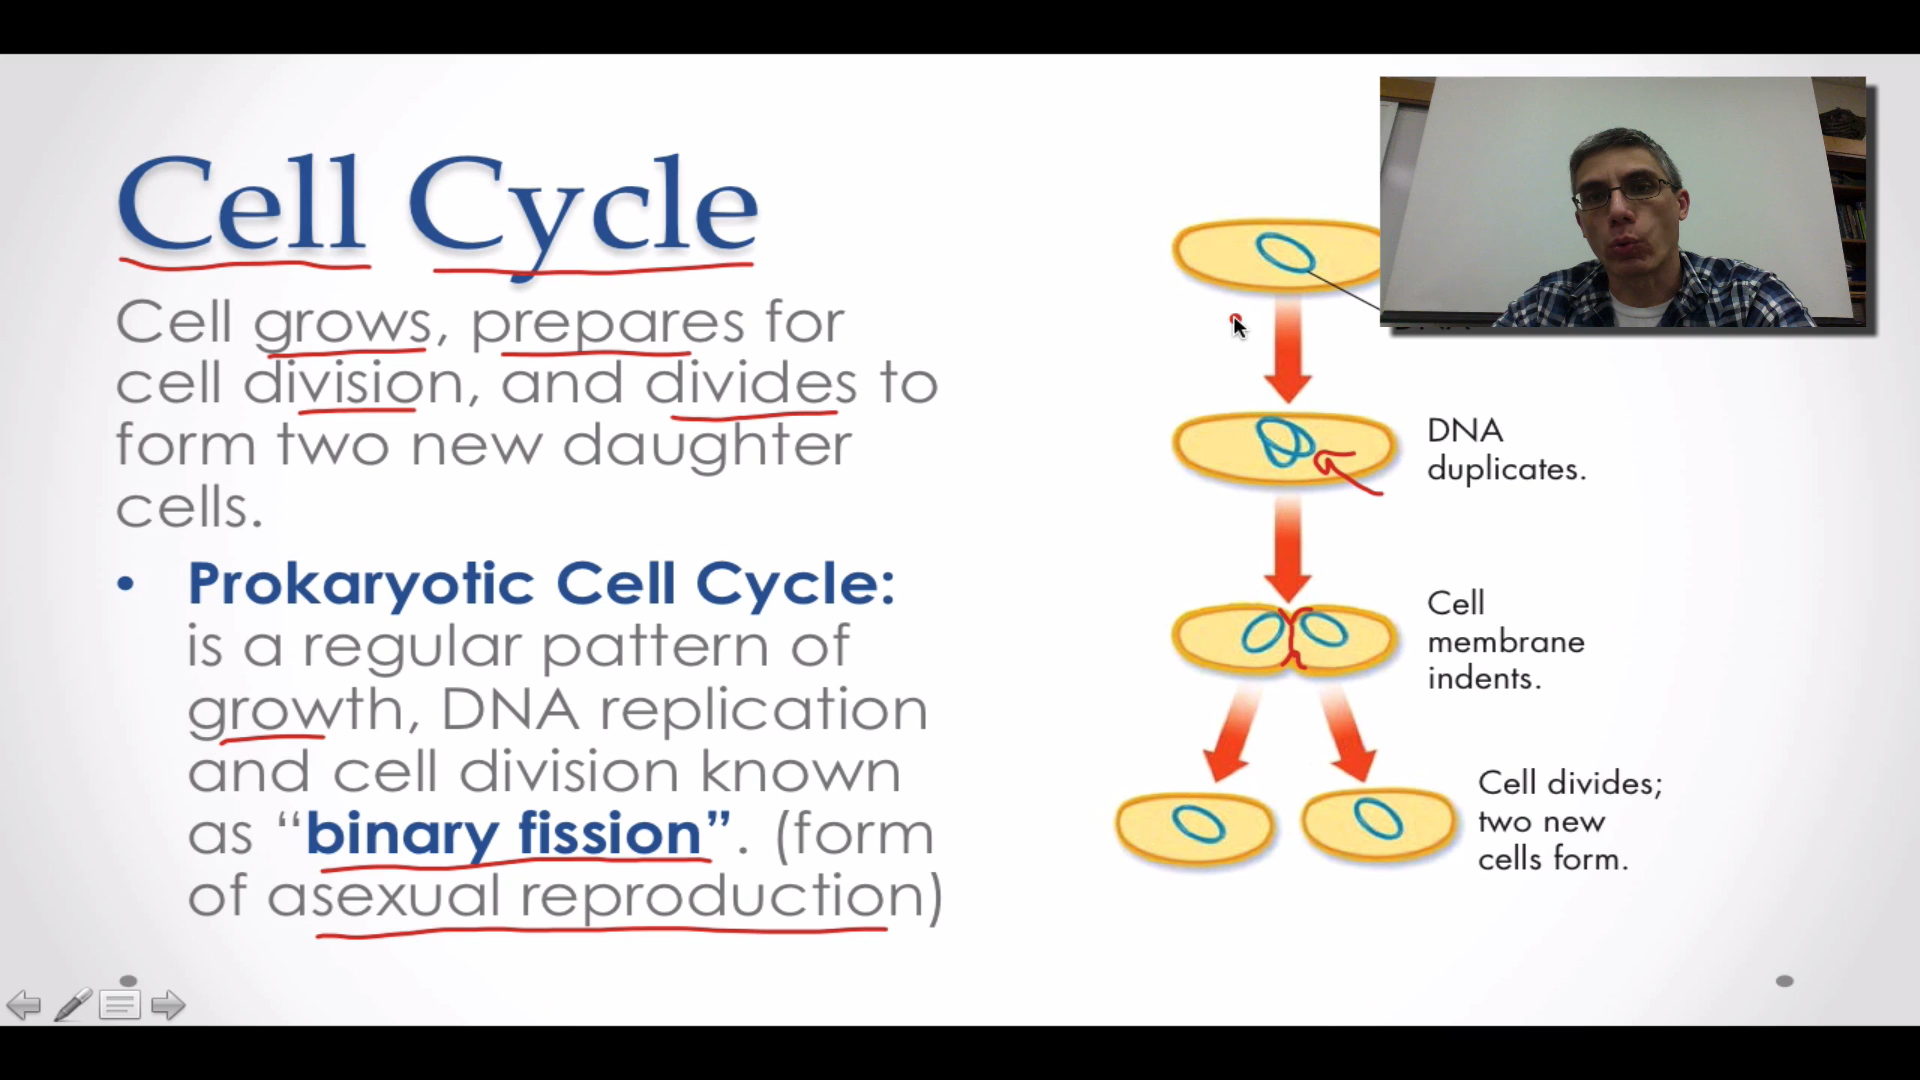 Cell Cycle
Cell grows, prepares for
cell division, and divides to
form two new daughter
cells.
• Prokaryotic Cell Cycle:
is a regular pattern of
growth, DNA replication
and cell division known
as “binary fission”. (form
of asexual reproduction)
DNA
duplicates.
Cell
membrane
indents.
Cell divides;
two new
cells form.